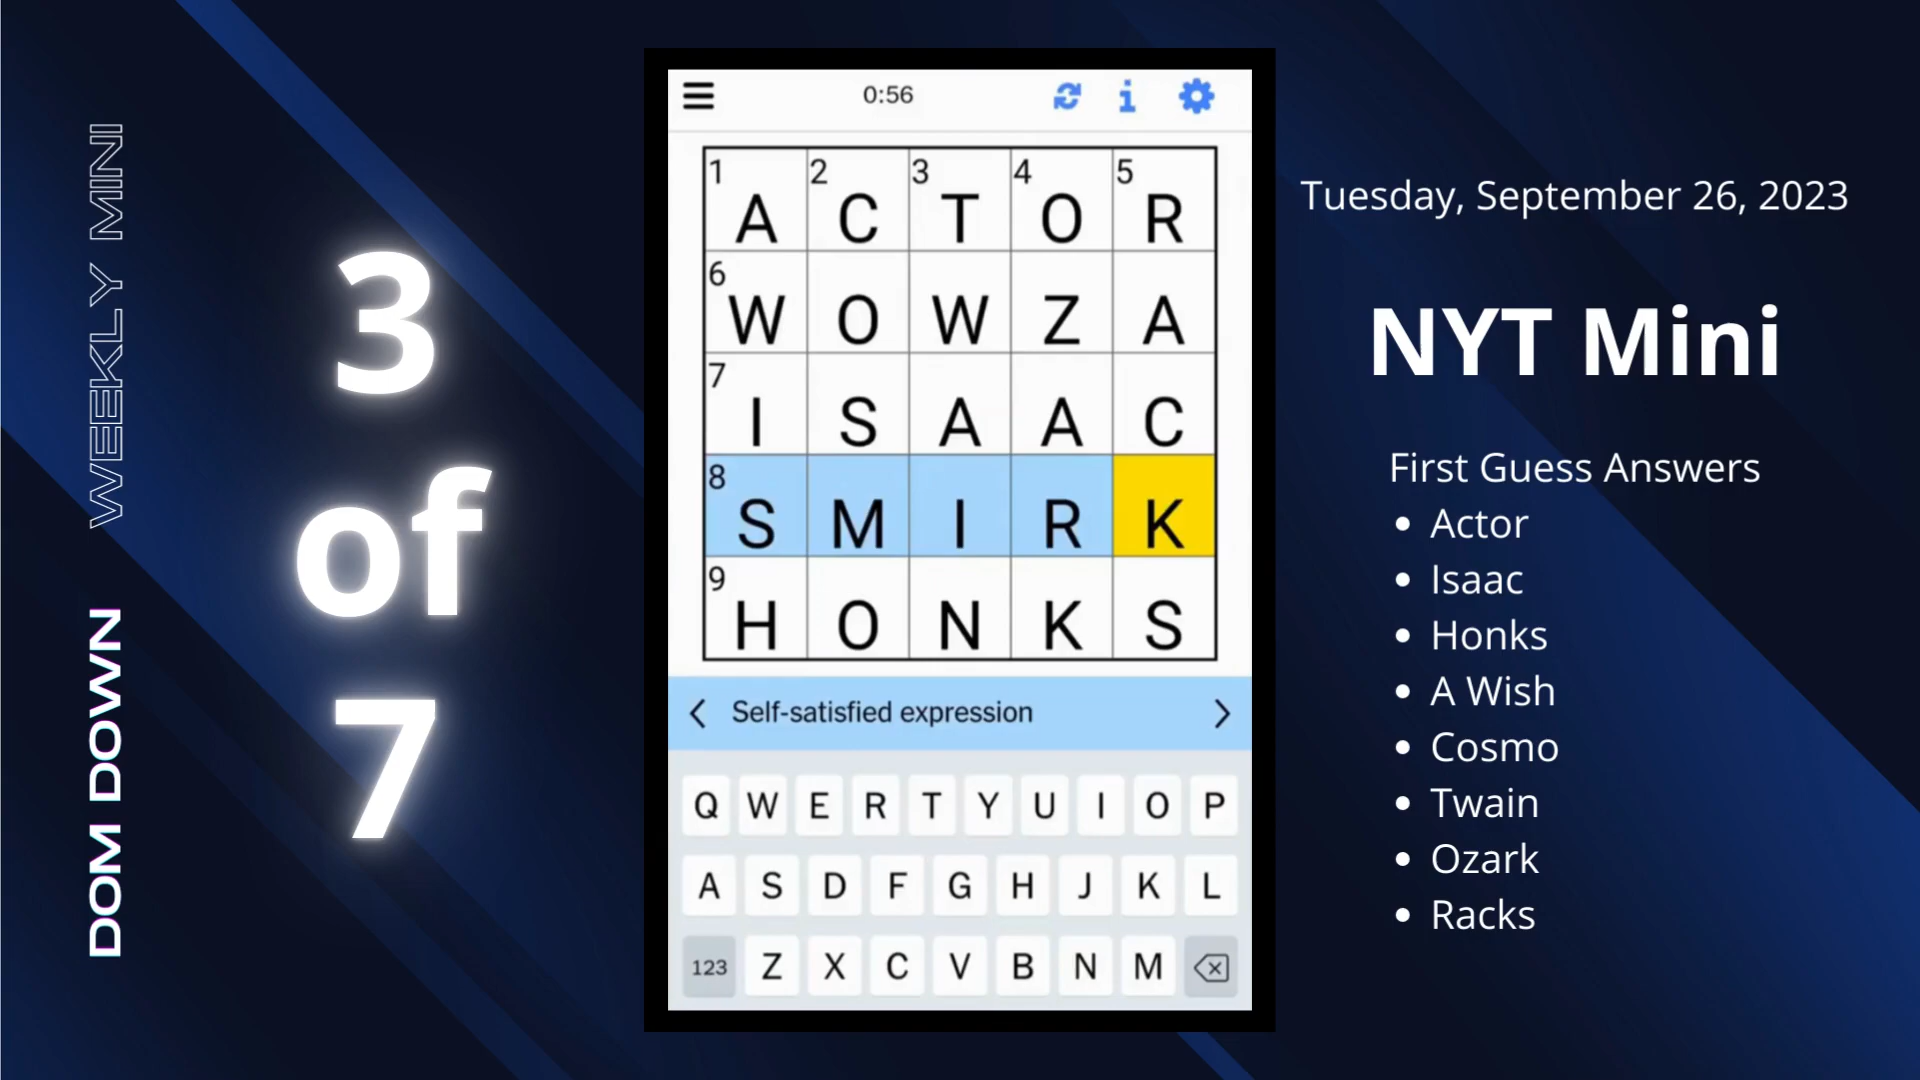 WEEKLY MINI
DOM DOWN
3
of
7
0:56
1 2 3 4 5
A C T O R
6
W O W Z A
7
I S A A C
8
S M I R K
9
H O N K S
Self-satisfied expression
Q W E R T Y U I O P
A S D F G H J K L
123 Z X C V B N M
Tuesday, September 26, 2023
NYT Mini
First Guess Answers
• Actor
• Isaac
• Honks
• A Wish
• Cosmo
• Twain
• Ozark
• Racks